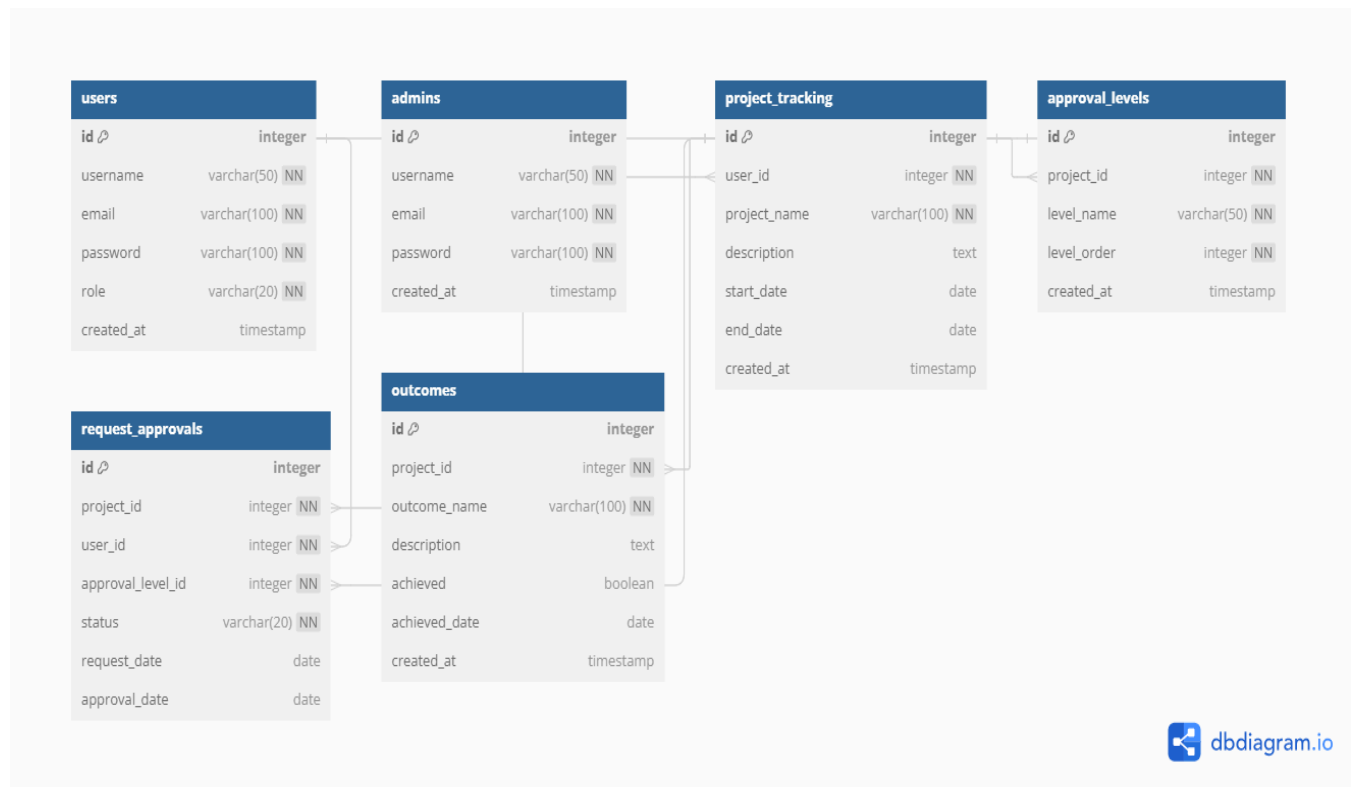 users
id integer
username varchar(50) NN
email varchar(100) NN
password varchar(100) NN
role varchar(20) NN
created_at timestamp
admins
id integer
username varchar(50) NN
email varchar(100) NN
password varchar(100) NN
created_at timestamp
project_tracking
id integer
user_id integer NN
project_name varchar(100) NN
description text
start_date date
end_date date
created_at timestamp
approval_levels
id integer
project_id integer NN
level_name varchar(50) NN
level_order integer NN
created_at timestamp
request_approvals
id integer
project_id integer NN
user_id integer NN
approval_level_id integer NN
status varchar(20) NN
request_date date
approval_date date
outcomes
id integer
project_id integer NN
outcome_name varchar(100) NN
description text
achieved boolean
achieved_date date
created_at timestamp
dbdiagram.io